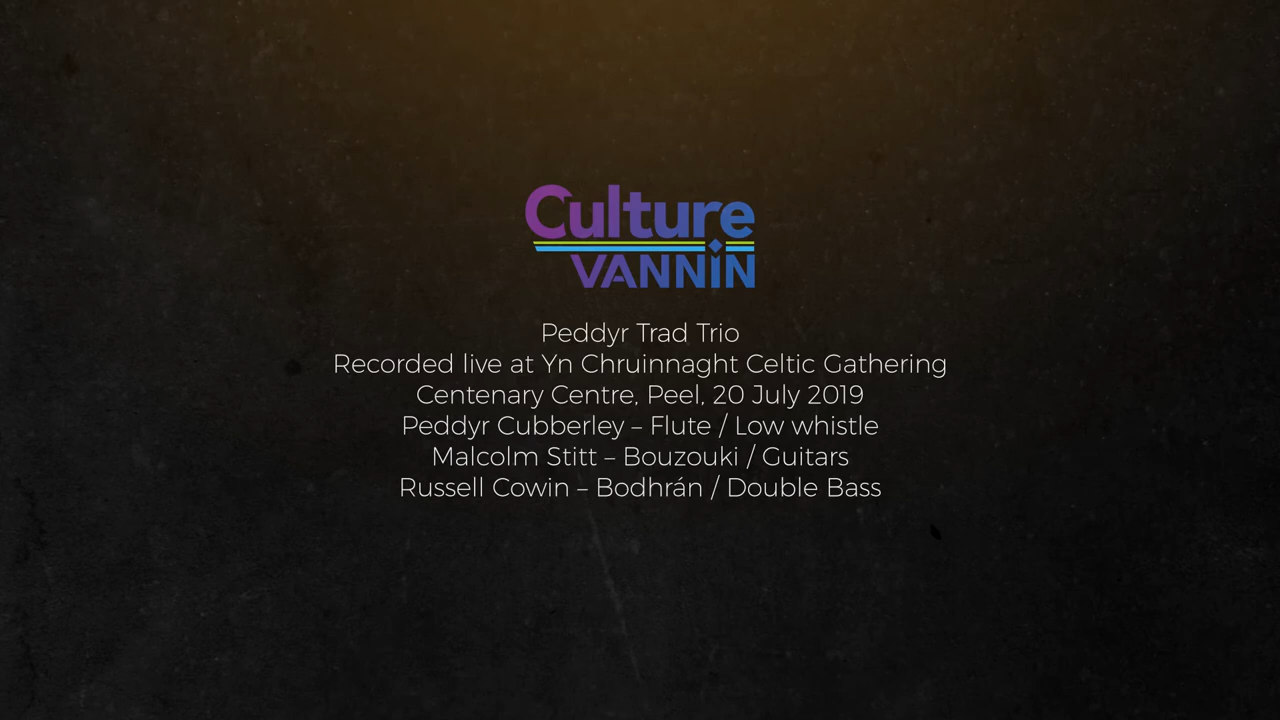 Culture
VANNIN
Peddyr Trad Trio
Recorded live at Yn Chruinnaght Celtic Gathering
Centenary Centre, Peel, 20 July 2019
Peddyr Cubberley – Flute / Low whistle
Malcolm Stitt – Bouzouki / Guitars
Russell Cowin – Bodhrán / Double Bass